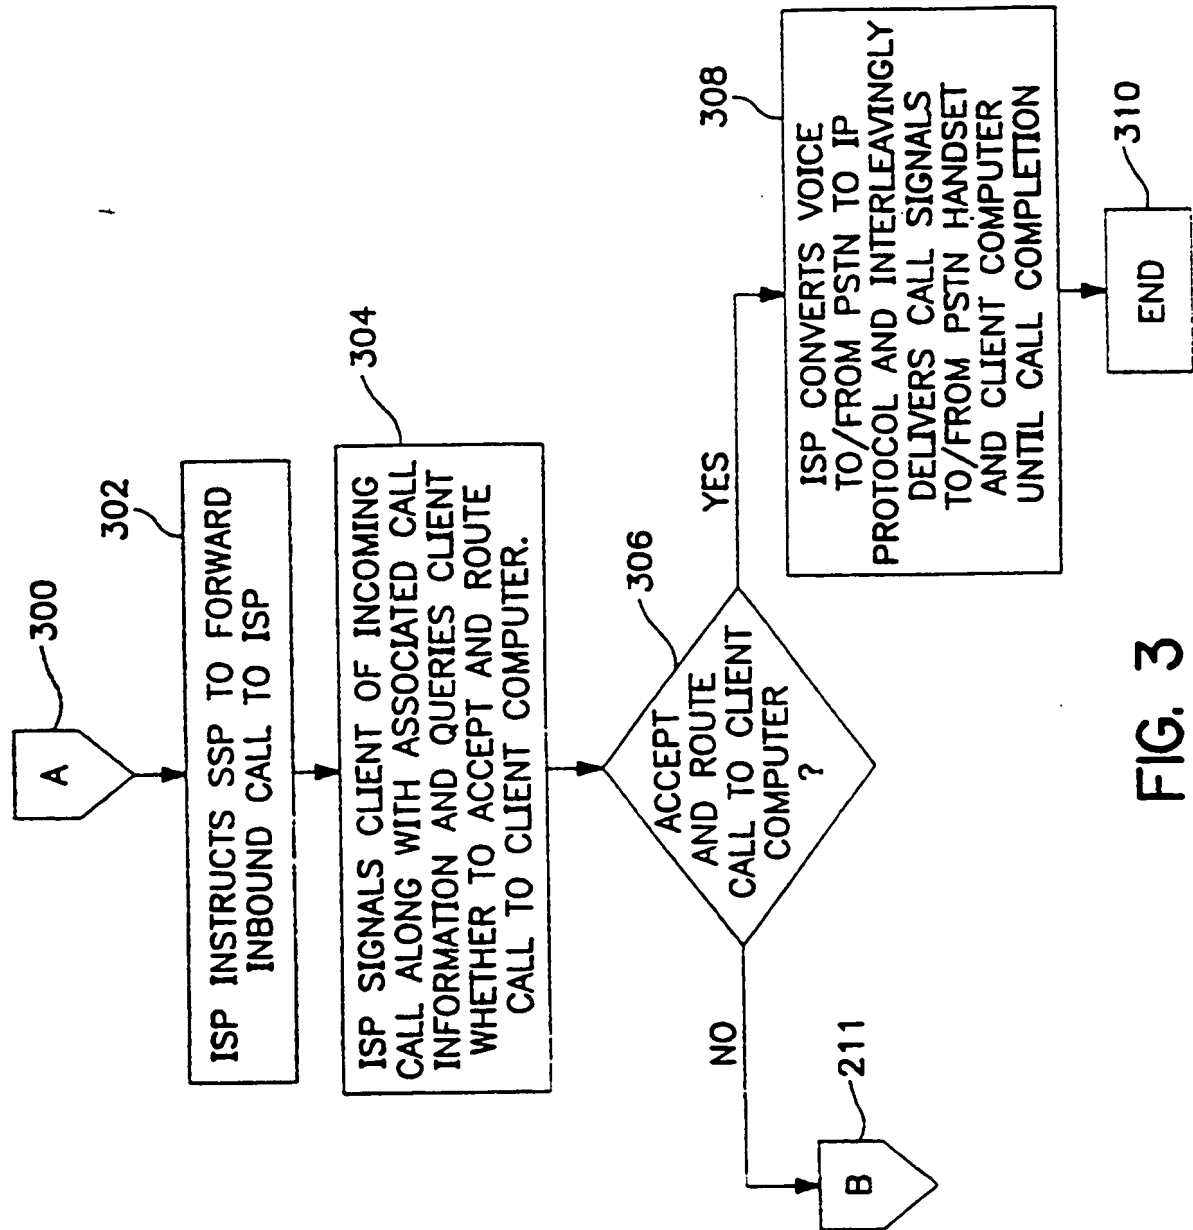 A
300
ISP INSTRUCTS SSP TO FORWARD
INBOUND CALL TO ISP
302
ISP SIGNALS CLIENT OF INCOMING
CALL ALONG WITH ASSOCIATED CALL
INFORMATION AND QUERIES CLIENT
WHETHER TO ACCEPT AND ROUTE
CALL TO CLIENT COMPUTER.
304
ACCEPT
AND ROUTE
CALL TO CLIENT
COMPUTER
?
306
NO
YES
B
211
ISP CONVERTS VOICE
TO/FROM PSTN TO IP
PROTOCOL AND INTERLEAVINGLY
DELIVERS CALL SIGNALS
TO/FROM PSTN HANDSET
AND CLIENT COMPUTER
UNTIL CALL COMPLETION
308
END
310
FIG. 3